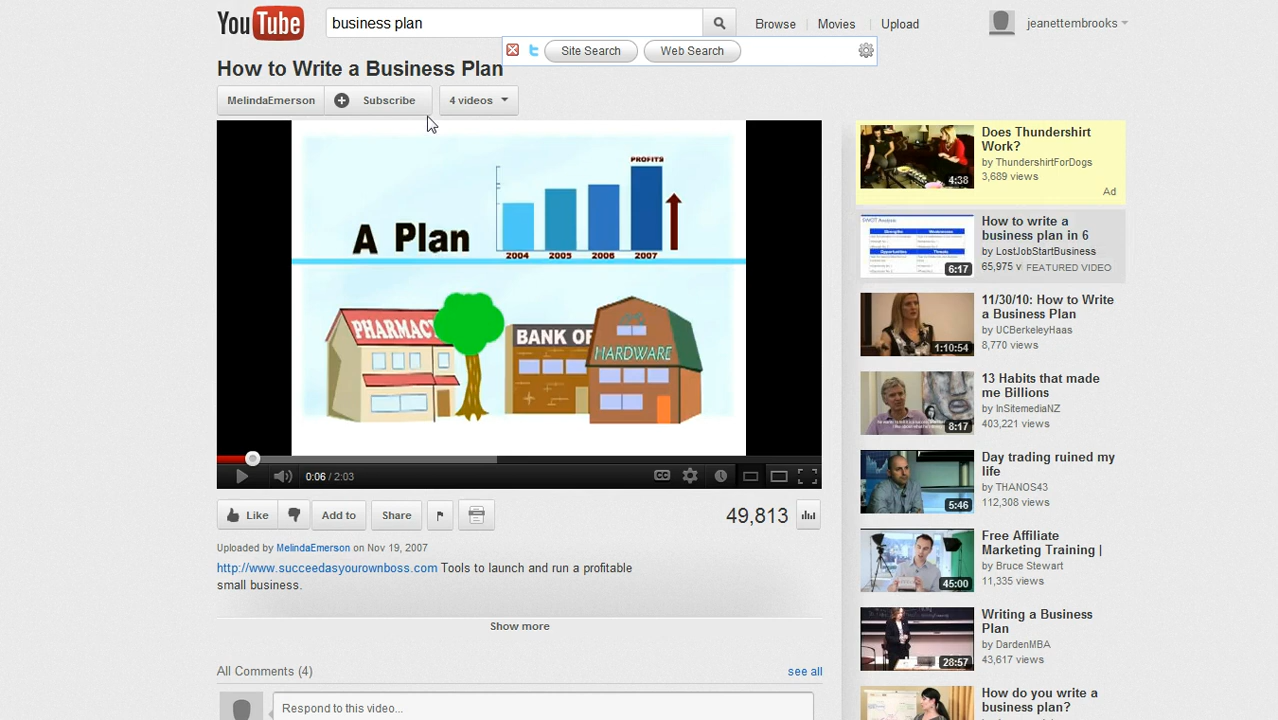 YouTube
business plan
Browse
Movies
Upload
jeanettembrooks
Site Search
Web Search
How to Write a Business Plan
MelindaEmerson
Subscribe
4 videos
PROFITS
A Plan
2004 2005 2006 2007
PHARMAC
BANK OF
HARDWARE
0:06 / 2:03
CC
Like
Add to
Share
49,813
Uploaded by MelindaEmerson on Nov 19, 2007
http://www.succeedasyourownboss.com Tools to launch and run a profitable
small business.
Show more
All Comments (4)
see all
Respond to this video...
4:38
Does Thundershirt
Work?
by ThundershirtForDogs
3,689 views
Ad
SWOT Analysis
Strengths
Weaknesses
Opportunities
Threats
6:17
How to write a
business plan in 6
by LostJobStartBusiness
65,975 v FEATURED VIDEO
1:10:54
11/30/10: How to Write
a Business Plan
by UCBerkeleyHaas
8,770 views
8:17
13 Habits that made
me Billions
by InSitemediaNZ
403,221 views
5:46
Day trading ruined my
life
by THANOS43
112,308 views
45:00
Free Affiliate
Marketing Training |
by Bruce Stewart
11,335 views
28:57
Writing a Business
Plan
by DardenMBA
43,617 views
How do you write a
business plan?